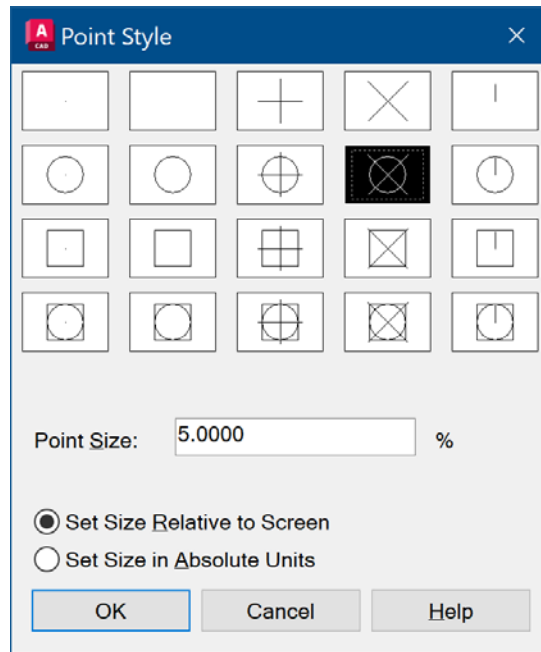 A
CAD
Point Style
Point Size:
5.0000
%
Set Size Relative to Screen
Set Size in Absolute Units
OK
Cancel
Help